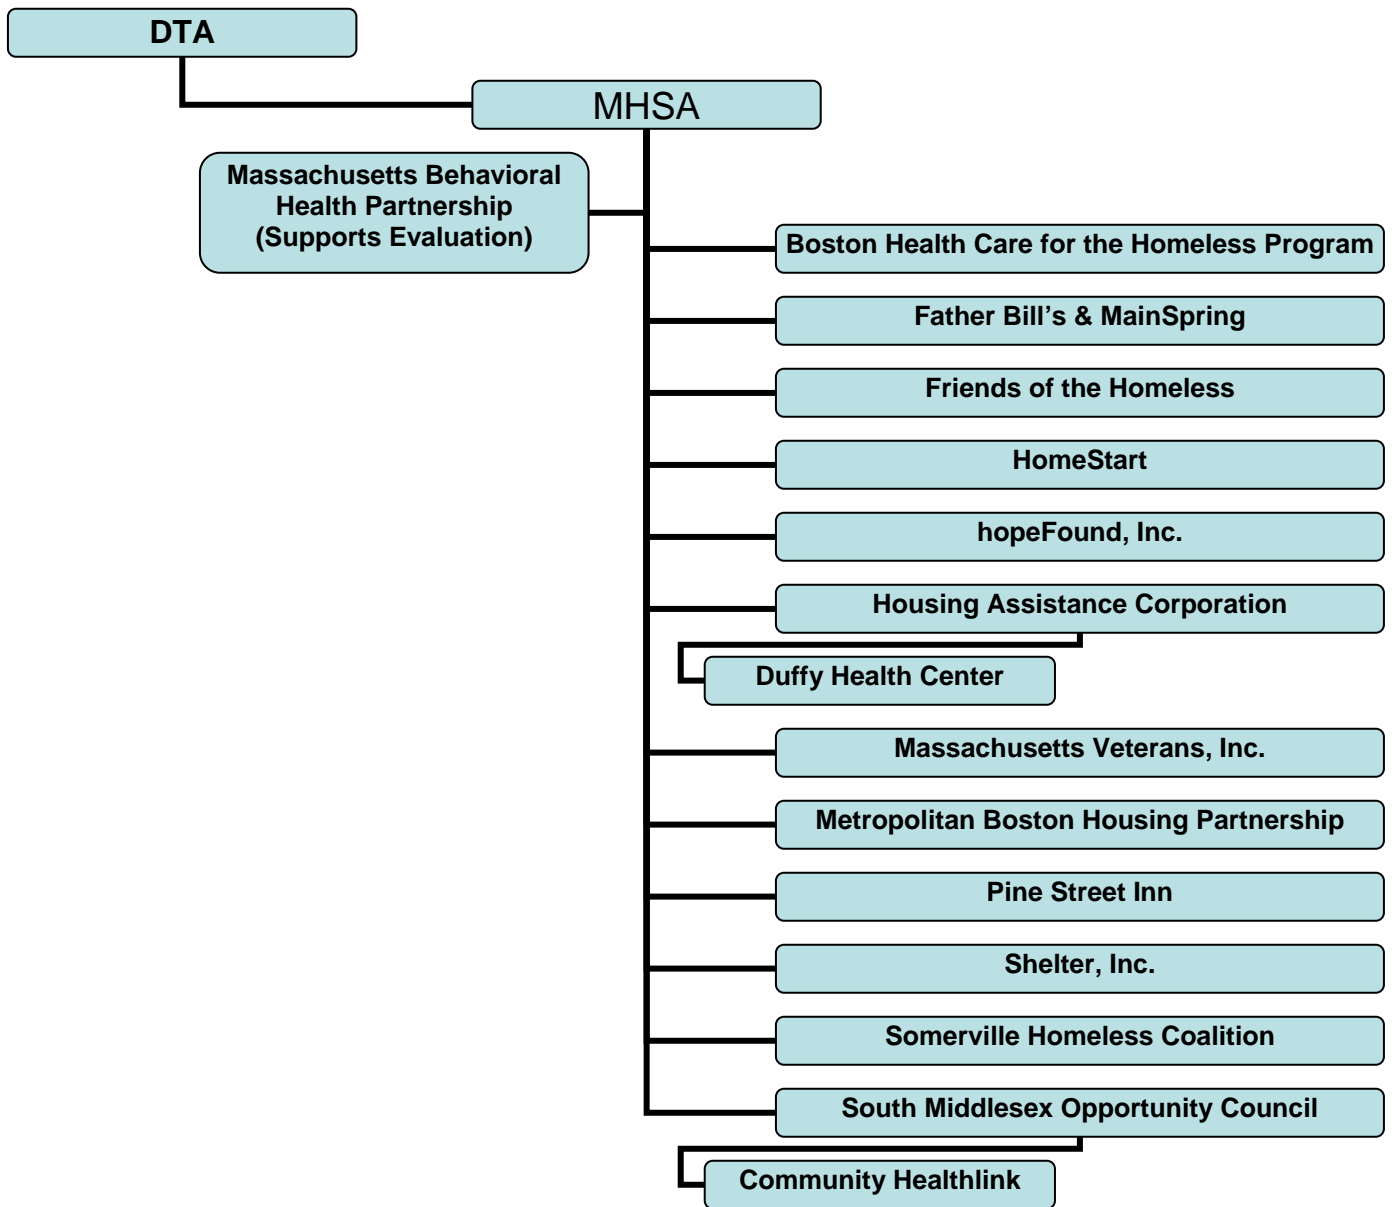 DTA
MHSA
Massachusetts Behavioral
Health Partnership
(Supports Evaluation)
Boston Health Care for the Homeless Program
Father Bill’s & MainSpring
Friends of the Homeless
HomeStart
hopeFound, Inc.
Housing Assistance Corporation
Duffy Health Center
Massachusetts Veterans, Inc.
Metropolitan Boston Housing Partnership
Pine Street Inn
Shelter, Inc.
Somerville Homeless Coalition
South Middlesex Opportunity Council
Community Healthlink